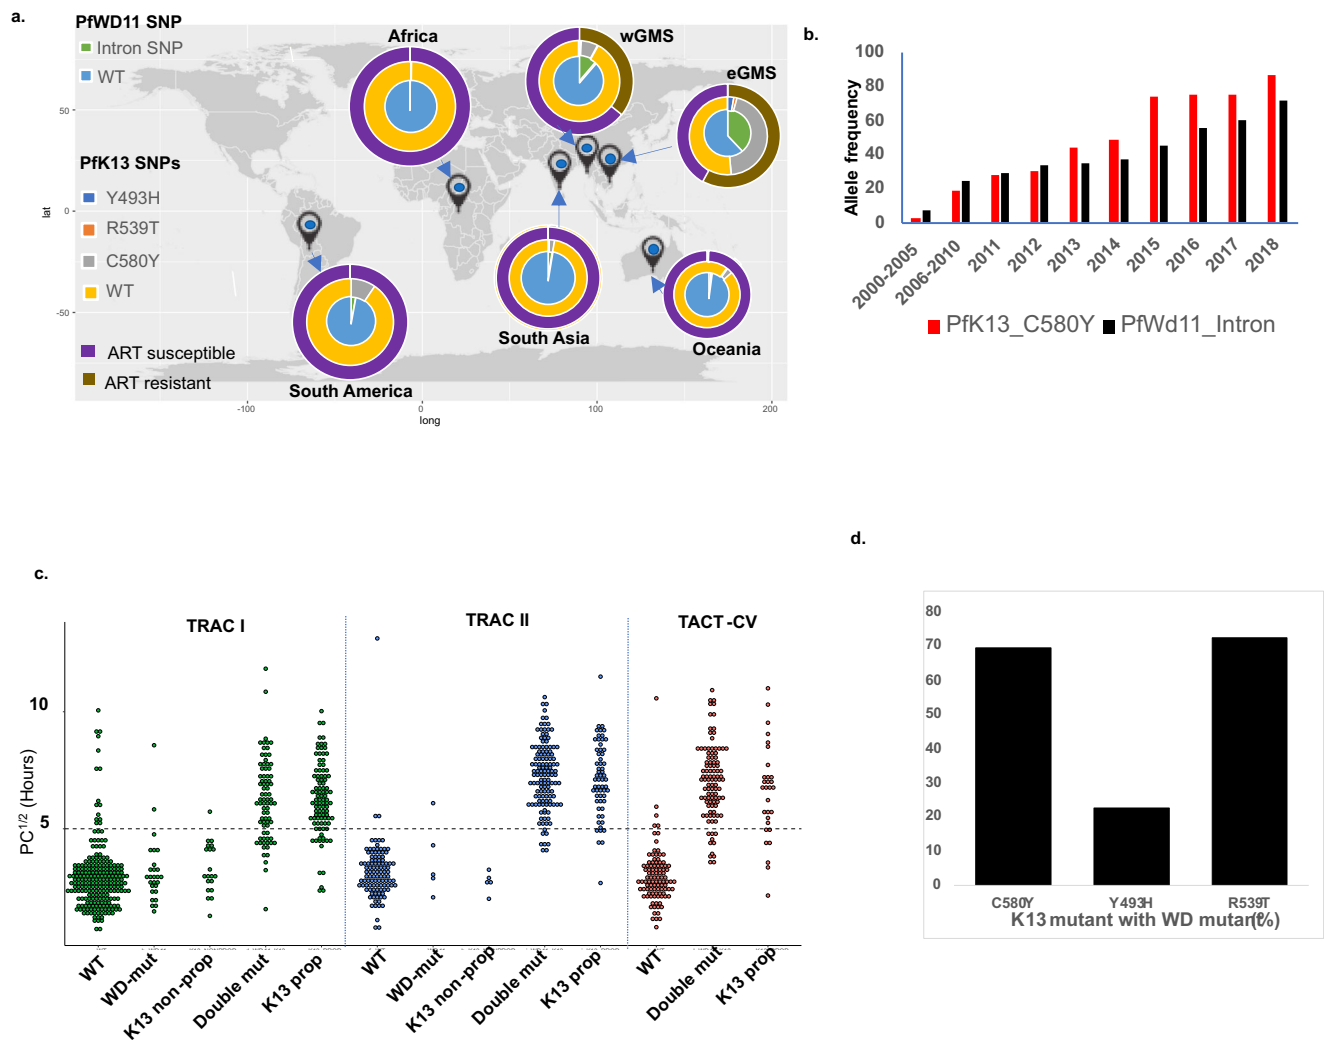 a.
PfWD11 SNP
Intron SNP
WT
PfK13 SNPs
Y493H
R539T
C580Y
WT
ART susceptible
ART resistant
Africa
wGMS
eGMS
South Asia
Oceania
South America
50
0
-50
lat
-100
0
100
200
long
b.
100
80
60
40
20
0
Allele frequency
2000-2005
2006-2010
2011
2012
2013
2014
2015
2016
2017
2018
PfK13_C580Y
PfWd11_Intron
c.
TRAC I
TRAC II
TACT -CV
10
5
PC1/2 (Hours)
WT
WD-mut
K13 non -prop
Double mut
K13 prop
WT
WD-mut
K13 non-prop
Double mut
K13 prop
WT
Double mut
K13 prop
d.
80
70
60
50
40
30
20
10
0
C580Y
Y493H
R539T
K13 mutant with WD mutant(%)